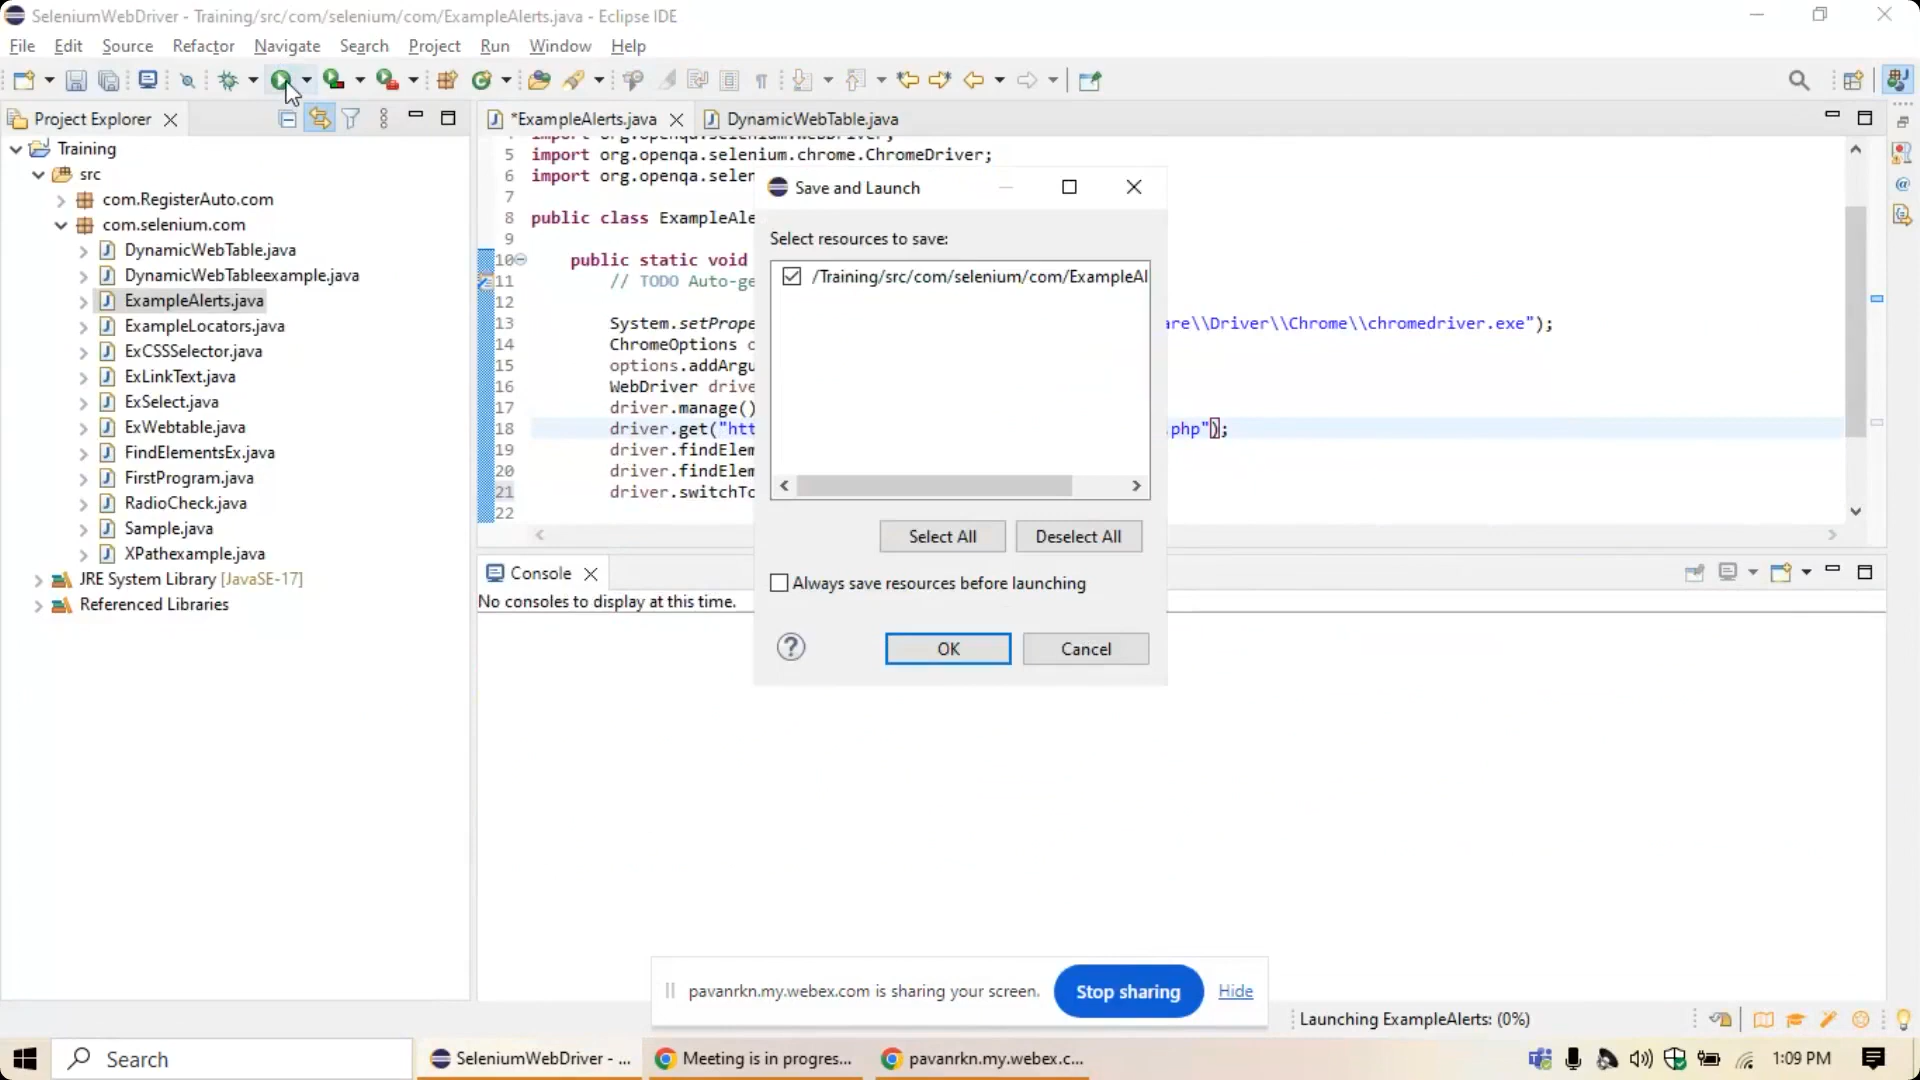 SeleniumWebDriver - Training/src/com/selenium/com/ExampleAlerts.java - Eclipse IDE
File Edit Source Refactor Navigate Search Project Run Window Help
Project Explorer
Training
src
com.RegisterAuto.com
com.selenium.com
DynamicWebTable.java
DynamicWebTableexample.java
ExampleAlerts.java
ExampleLocators.java
ExCSSSelector.java
ExLinkText.java
ExSelect.java
ExWebtable.java
FindElementsEx.java
FirstProgram.java
RadioCheck.java
Sample.java
XPathexample.java
JRE System Library [JavaSE-17]
Referenced Libraries
*ExampleAlerts.java
DynamicWebTable.java
5 import org.openqa.selenium.chrome.ChromeDriver;
6 import org.openqa.selen
7
8 public class ExampleAle
9
10 public static void
11 // TODO Auto-ge
12
13 System.setPrope are\\Driver\\Chrome\\chromedriver.exe");
14 ChromeOptions o
15 options.addArgu
16 WebDriver drive
17 driver.manage()
18 driver.get("htt .php");
19 driver.findElem
20 driver.findElem
21 driver.switchTo
22
Save and Launch
Select resources to save:
/Training/src/com/selenium/com/ExampleAl
Select All Deselect All
Always save resources before launching
OK Cancel
Console
No consoles to display at this time.
pavanrkn.my.webex.com is sharing your screen. Stop sharing Hide
Launching ExampleAlerts: (0%)
Search
SeleniumWebDriver - ...
Meeting is in progres...
pavanrkn.my.webex.c...
1:09 PM